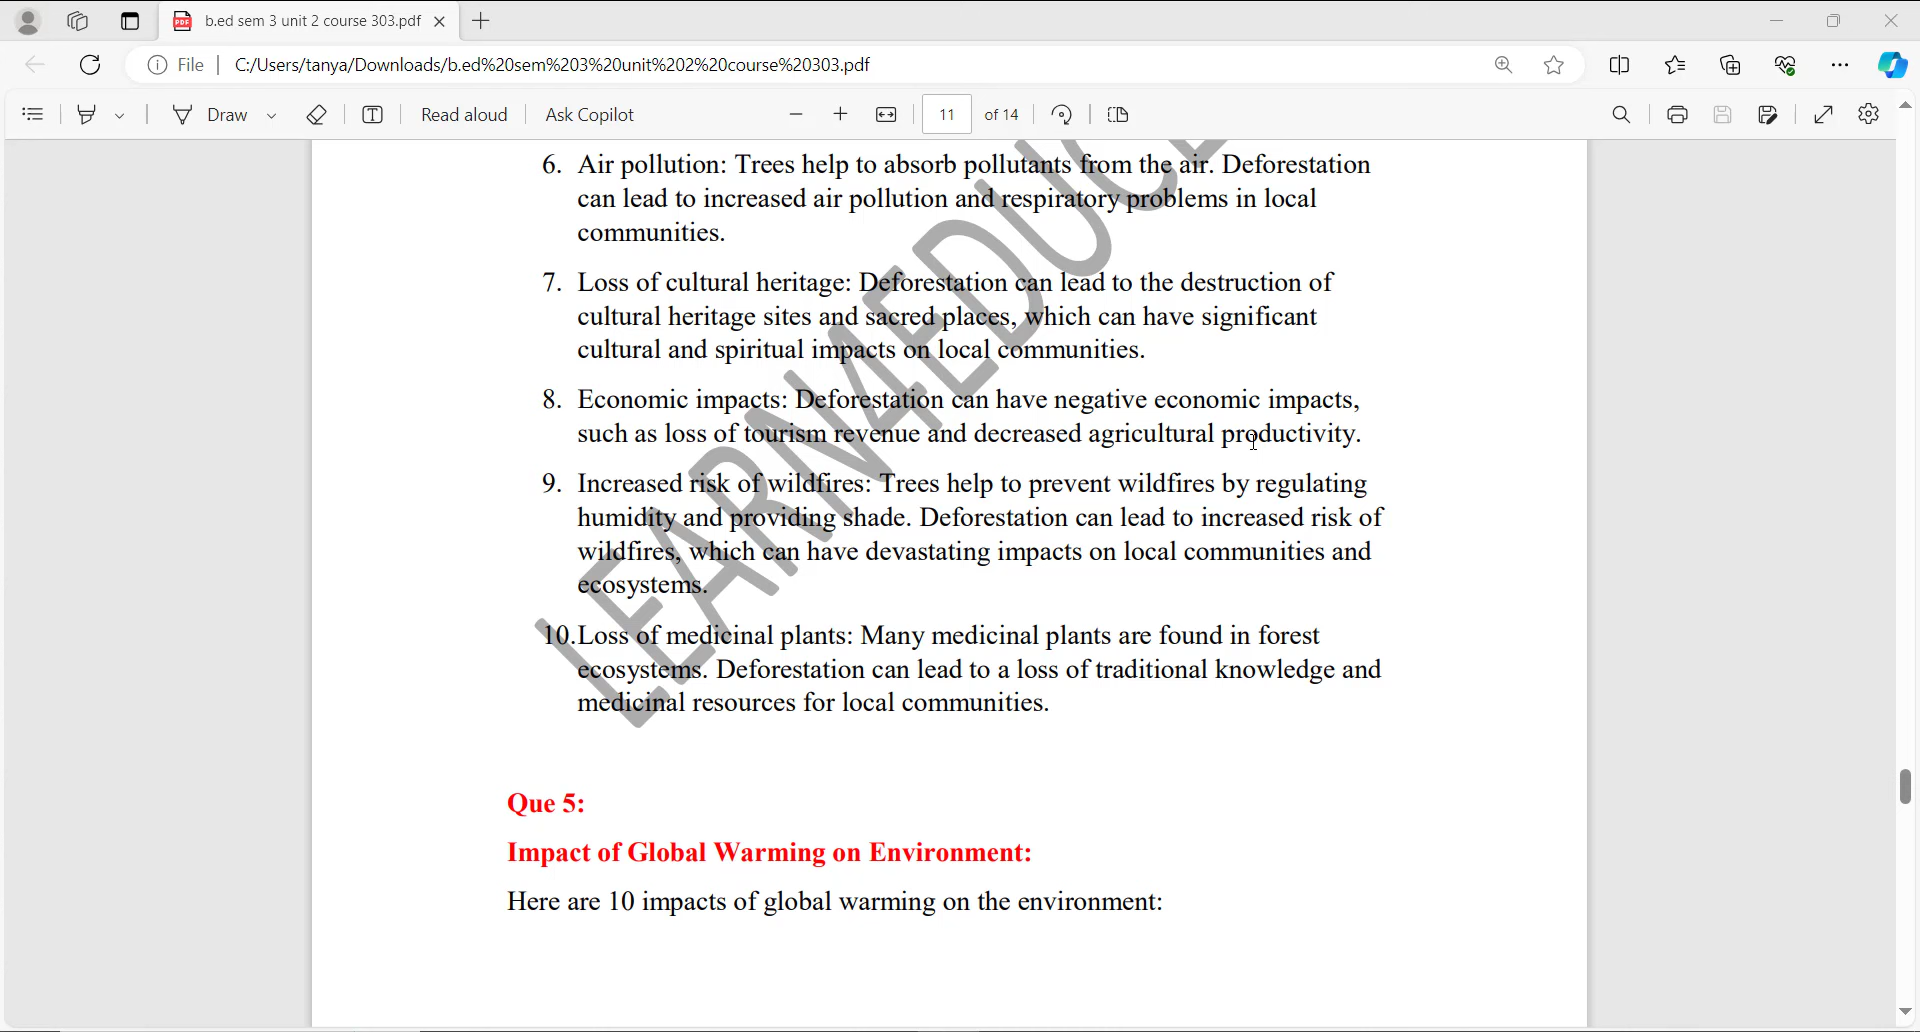 b.ed sem 3 unit 2 course 303.pdf
File C:/Users/tanya/Downloads/b.ed%20sem%203%20unit%202%20course%20303.pdf
Draw Read aloud Ask Copilot 11 of 14
6. Air pollution: Trees help to absorb pollutants from the air. Deforestation
can lead to increased air pollution and respiratory problems in local
communities.
7. Loss of cultural heritage: Deforestation can lead to the destruction of
cultural heritage sites and sacred places, which can have significant
cultural and spiritual impacts on local communities.
8. Economic impacts: Deforestation can have negative economic impacts,
such as loss of tourism revenue and decreased agricultural productivity.
9. Increased risk of wildfires: Trees help to prevent wildfires by regulating
humidity and providing shade. Deforestation can lead to increased risk of
wildfires, which can have devastating impacts on local communities and
ecosystems.
10.Loss of medicinal plants: Many medicinal plants are found in forest
ecosystems. Deforestation can lead to a loss of traditional knowledge and
medicinal resources for local communities.
LEARN4EDUC
Que 5:
Impact of Global Warming on Environment:
Here are 10 impacts of global warming on the environment: